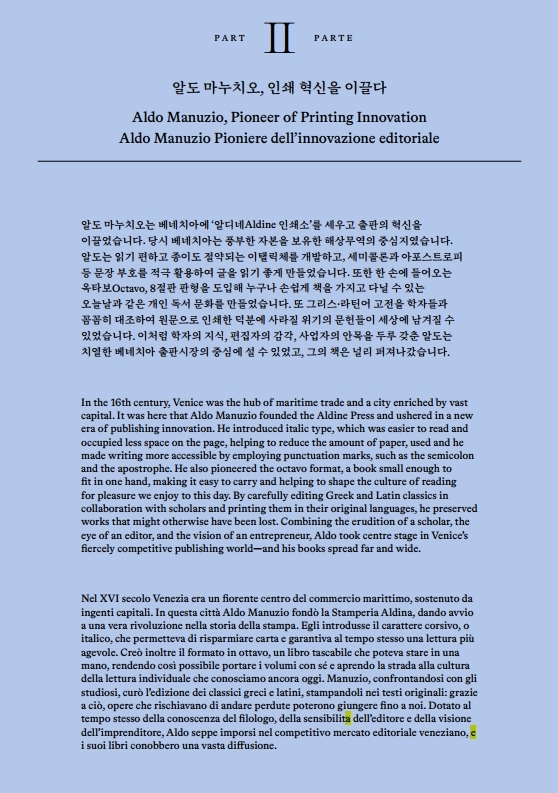 PART II PARTE
알도 마누치오, 인쇄 혁신을 이끌다
Aldo Manuzio, Pioneer of Printing Innovation
Aldo Manuzio Pioniere dell’innovazione editoriale
알도 마누치오는 베네치아에 ‘알디네Aldine 인쇄소’를 세우고 출판의 혁신을
이끌었습니다. 당시 베네치아는 풍부한 자본을 보유한 해상무역의 중심지였습니다.
알도는 읽기 편하고 종이도 절약되는 이탤릭체를 개발하고, 세미콜론과 아포스트로피
등 문장 부호를 적극 활용하여 글을 읽기 좋게 만들었습니다. 또한 한 손에 들어오는
옥타보Octavo, 8절판 판형을 도입해 누구나 손쉽게 책을 가지고 다닐 수 있는
오늘날과 같은 개인 독서 문화를 만들었습니다. 또 그리스·라틴어 고전을 학자들과
꼼꼼히 대조하여 원문으로 인쇄한 덕분에 사라질 위기의 문헌들이 세상에 남겨질 수
있었습니다. 이처럼 학자의 지식, 편집자의 감각, 사업자의 안목을 두루 갖춘 알도는
치열한 베네치아 출판시장의 중심에 설 수 있었고, 그의 책은 널리 퍼져나갔습니다.
In the 16th century, Venice was the hub of maritime trade and a city enriched by vast
capital. It was here that Aldo Manuzio founded the Aldine Press and ushered in a new
era of publishing innovation. He introduced italic type, which was easier to read and
occupied less space on the page, helping to reduce the amount of paper, used and he
made writing more accessible by employing punctuation marks, such as the semicolon
and the apostrophe. He also pioneered the octavo format, a book small enough to
fit in one hand, making it easy to carry and helping to shape the culture of reading
for pleasure we enjoy to this day. By carefully editing Greek and Latin classics in
collaboration with scholars and printing them in their original languages, he preserved
works that might otherwise have been lost. Combining the erudition of a scholar, the
eye of an editor, and the vision of an entrepreneur, Aldo took centre stage in Venice’s
fiercely competitive publishing world—and his books spread far and wide.
Nel XVI secolo Venezia era un fiorente centro del commercio marittimo, sostenuto da
ingenti capitali. In questa città Aldo Manuzio fondò la Stamperia Aldina, dando avvio
a una vera rivoluzione nella storia della stampa. Egli introdusse il carattere corsivo, o
italico, che permetteva di risparmiare carta e garantiva al tempo stesso una lettura più
agevole. Creò inoltre il formato in ottavo, un libro tascabile che poteva stare in una
mano, rendendo così possibile portare i volumi con sé e aprendo la strada alla cultura
della lettura individuale che conosciamo ancora oggi. Manuzio, confrontandosi con gli
studiosi, curò l’edizione dei classici greci e latini, stampandoli nei testi originali: grazie
a ciò, opere che rischiavano di andare perdute poterono giungere fino a noi. Dotato al
tempo stesso della conoscenza del filologo, della sensibilità dell’editore e della visione
dell’imprenditore, Aldo seppe imporsi nel competitivo mercato editoriale veneziano, e
i suoi libri conobbero una vasta diffusione.